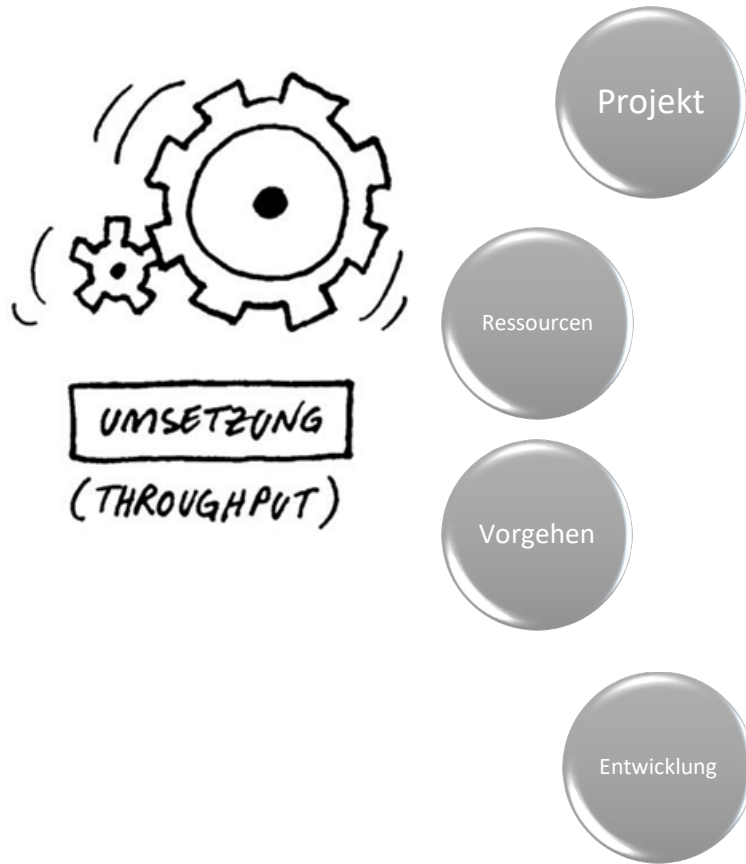 Projekt
Ressourcen
UMSETZUNG
(THROUGHPUT)
Vorgehen
Entwicklung